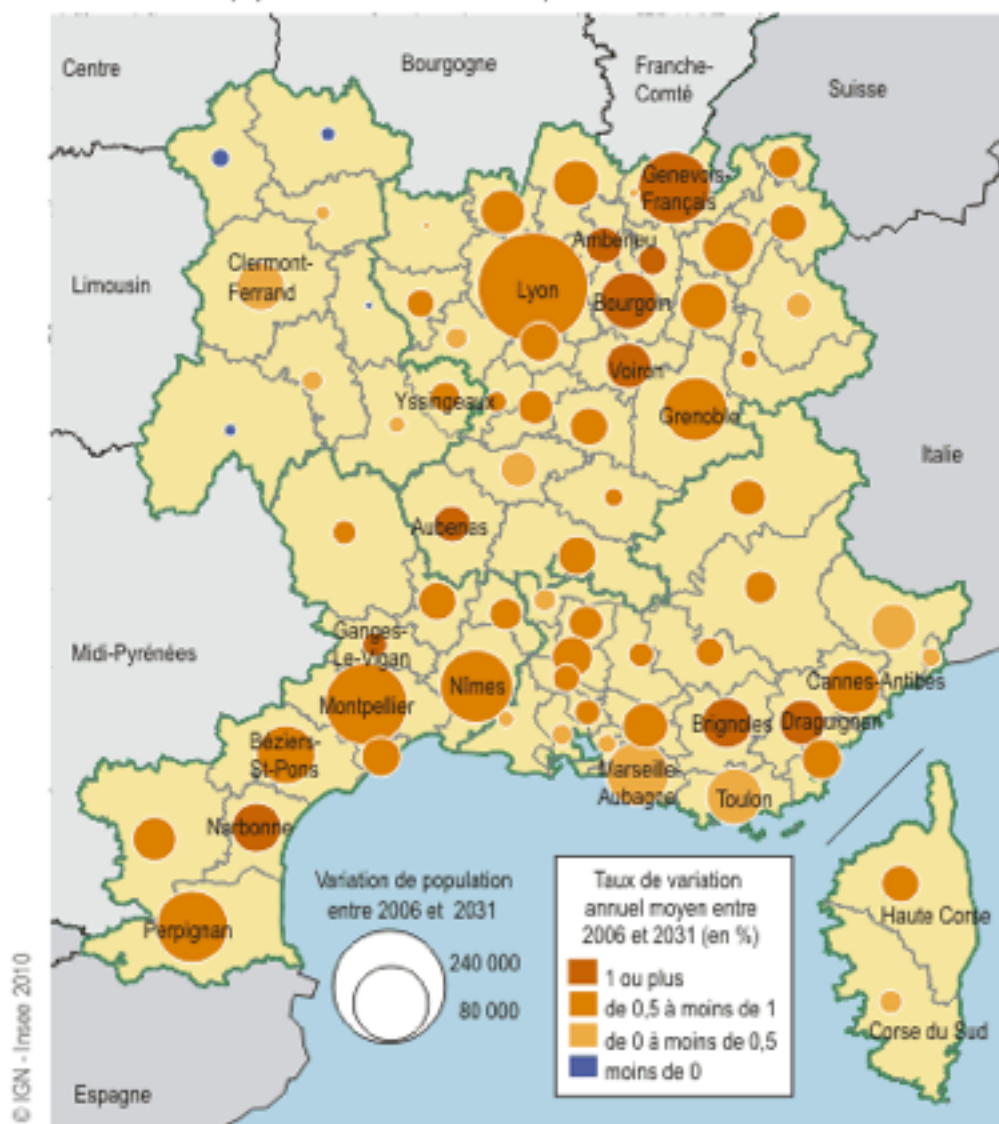 Centre
Bourgogne
Franche-
Comté
Suisse
Genevois-
Français
Ambérieu
Limousin
Clermont-
Ferrand
Lyon
Bourgoin
Voiron
Yssingeaux
Grenoble
Italie
Aubenas
Midi-Pyrénées
Ganges-
Le-Vigan
Nîmes
Montpellier
Cannes-Antibes
Brignoles
Draguignan
Béziers-
St-Pons
Marseille-
Aubagne
Toulon
Narbonne
Perpignan
Variation de population
entre 2006 et 2031
240 000
80 000
Taux de variation
annuel moyen entre
2006 et 2031 (en %)
1 ou plus
de 0,5 à moins de 1
de 0 à moins de 0,5
moins de 0
Haute Corse
Corse du Sud
Espagne
© IGN - Insee 2010